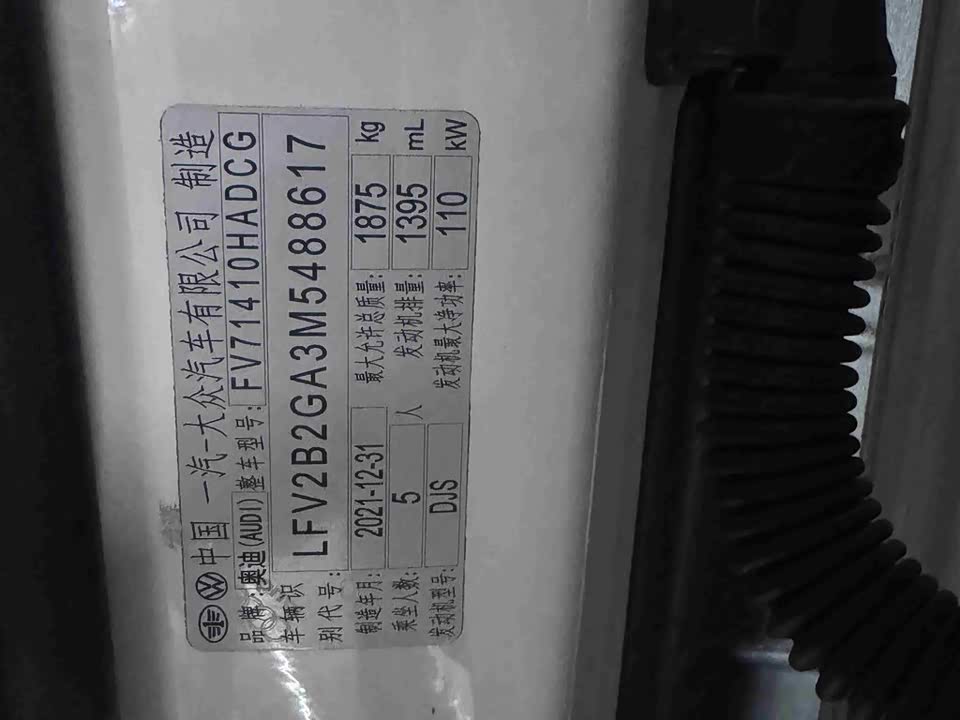 中国 一汽-大众汽车有限公司 制造
品牌: 奥迪(AUDI) 整车型号: FV71410HADCG
车辆识别代号: LFV2B2GA3M5488617
制造年月: 2021-12-31 最大允许总质量: 1875 kg
乘坐人数: 5 人 发动机排量: 1395 mL
发动机型号: DJS 发动机最大净功率: 110 kW